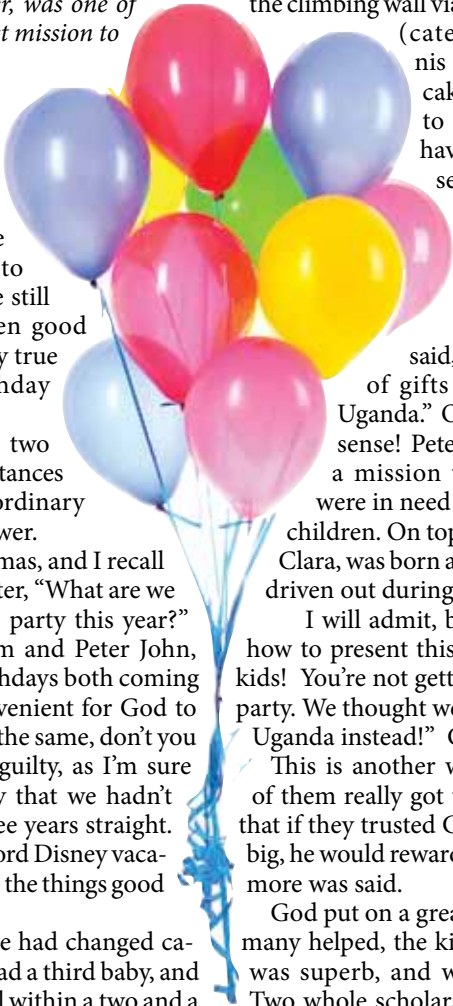 er, was one of
t mission to
e
to
e still
en good
y true
hday
two
tances
ordinary
wer.
mas, and I recall
ter, “What are we
party this year?”
m and Peter John,
hdays both coming
venient for God to
the same, don’t you
guilty, as I’m sure
y that we hadn’t
ee years straight.
ord Disney vaca-
the things good
e had changed ca-
ad a third baby, and
d within a two and a
the climbing wall via
(cate
nis
cak
to
hav
se
said,
of gifts
Uganda.” C
sense! Pete
a mission
were in need
children. On top
Clara, was born a
driven out during
I will admit, b
how to present this
kids! You’re not gett
party. We thought we
Uganda instead!” C
This is another w
of them really got
that if they trusted G
big, he would reward
more was said.
God put on a grea
many helped, the ki
was superb, and w
Two whole scholar